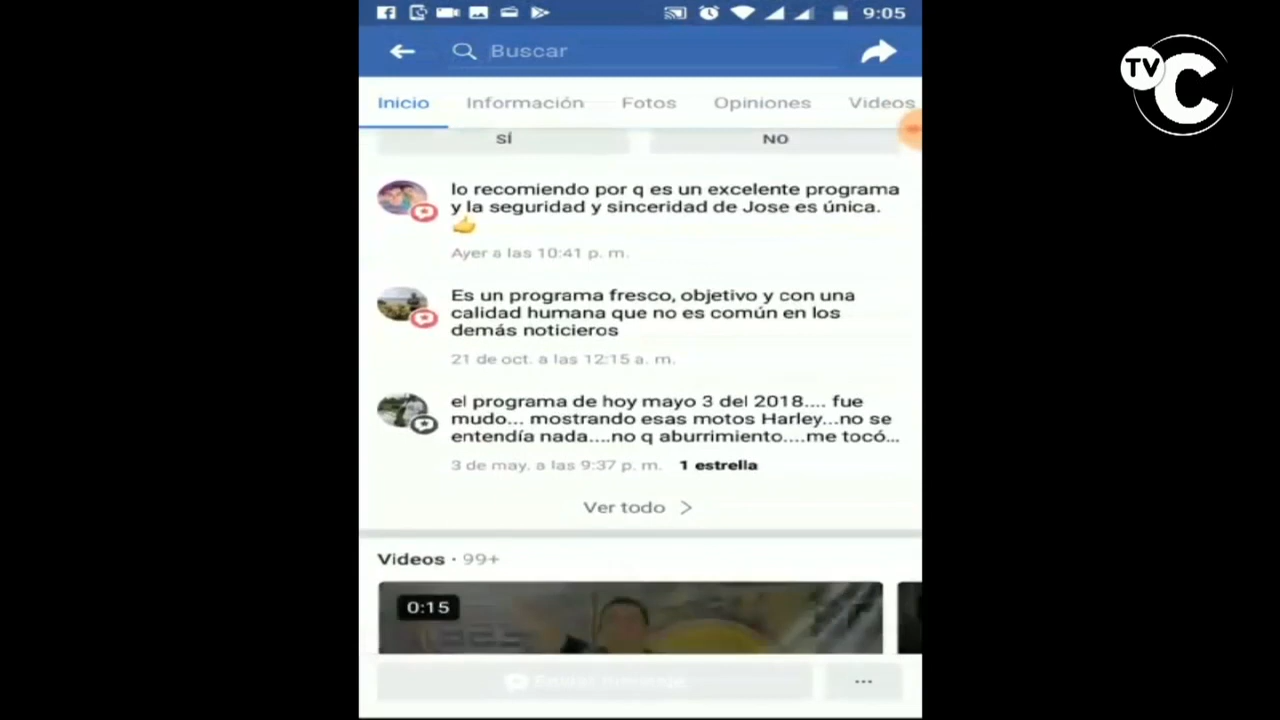 9:05
Buscar
TV C
Inicio Información Fotos Opiniones Videos
SÍ NO
lo recomiendo por q es un excelente programa
y la seguridad y sinceridad de Jose es única.
👍
Ayer a las 10:41 p. m.
Es un programa fresco, objetivo y con una
calidad humana que no es común en los
demás noticieros
21 de oct. a las 12:15 a. m.
el programa de hoy mayo 3 del 2018.... fue
mudo... mostrando esas motos Harley...no se
entendía nada....no q aburrimiento....me tocó...
3 de may. a las 9:37 p. m. 1 estrella
Ver todo >
Videos · 99+
0:15
...